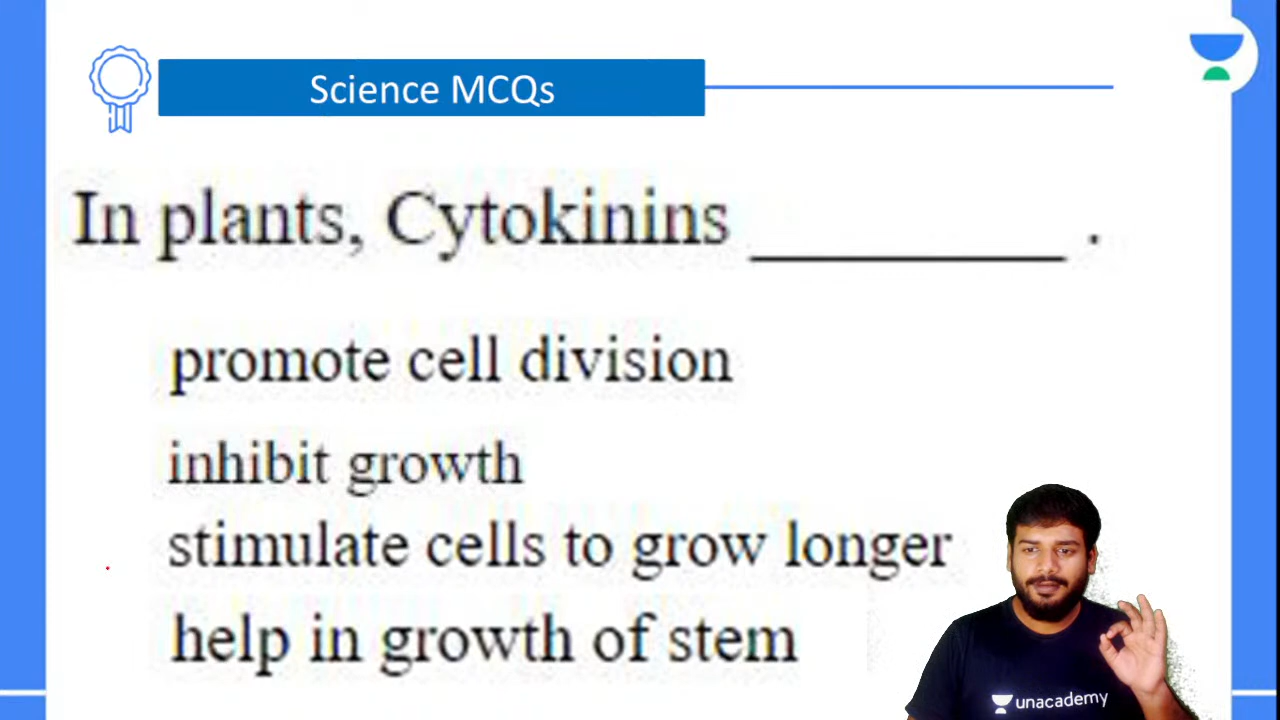 Science MCQs
In plants, Cytokinins __________ .
promote cell division
inhibit growth
stimulate cells to grow longer
help in growth of stem
unacademy